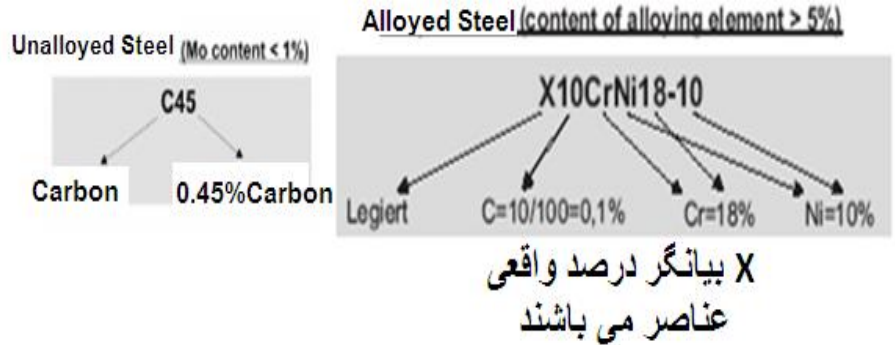 Unalloyed Steel (Mo content < 1%)
C45
Carbon
0.45%Carbon
Alloyed Steel (content of alloying element > 5%)
X10CrNi18-10
Legiert
C=10/100=0,1%
Cr=18%
Ni=10%
X بیانگر درصد واقعی
عناصر می باشند